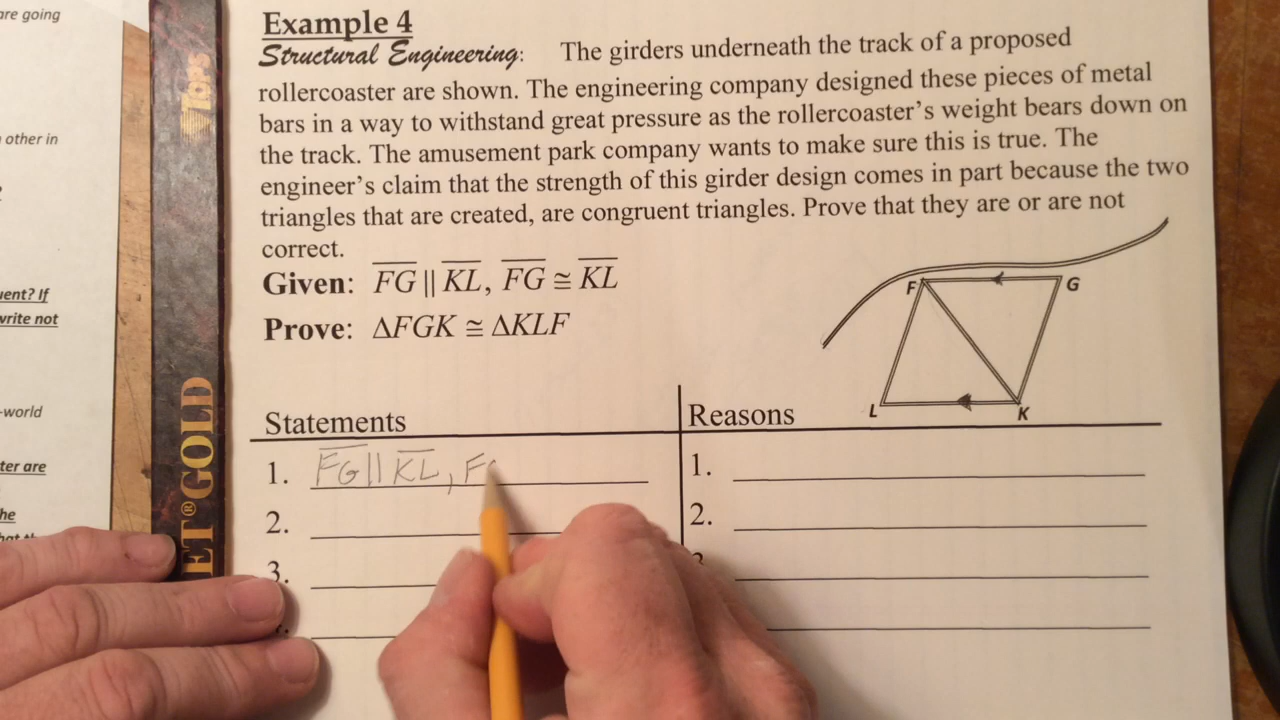 are going
other in
uent? If
write not
-world
ter are
he
TOPS
ET® GOLD
Example 4
Structural Engineering: The girders underneath the track of a proposed
rollercoaster are shown. The engineering company designed these pieces of metal
bars in a way to withstand great pressure as the rollercoaster's weight bears down on
the track. The amusement park company wants to make sure this is true. The
engineer's claim that the strength of this girder design comes in part because the two
triangles that are created, are congruent triangles. Prove that they are or are not
correct.
Given: F̅G̅ || K̅L̅, F̅G̅ ≅ K̅L̅
Prove: ΔFGK ≅ ΔKLF
F G
L K
Statements Reasons
1. F̅G̅ || K̅L̅, FG 1.
2. 2.
3.